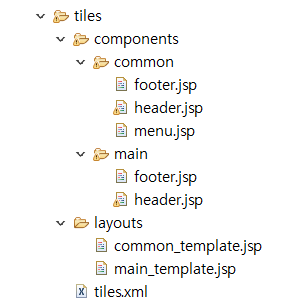 tiles
components
common
footer.jsp
header.jsp
menu.jsp
main
footer.jsp
header.jsp
layouts
common_template.jsp
main_template.jsp
tiles.xml